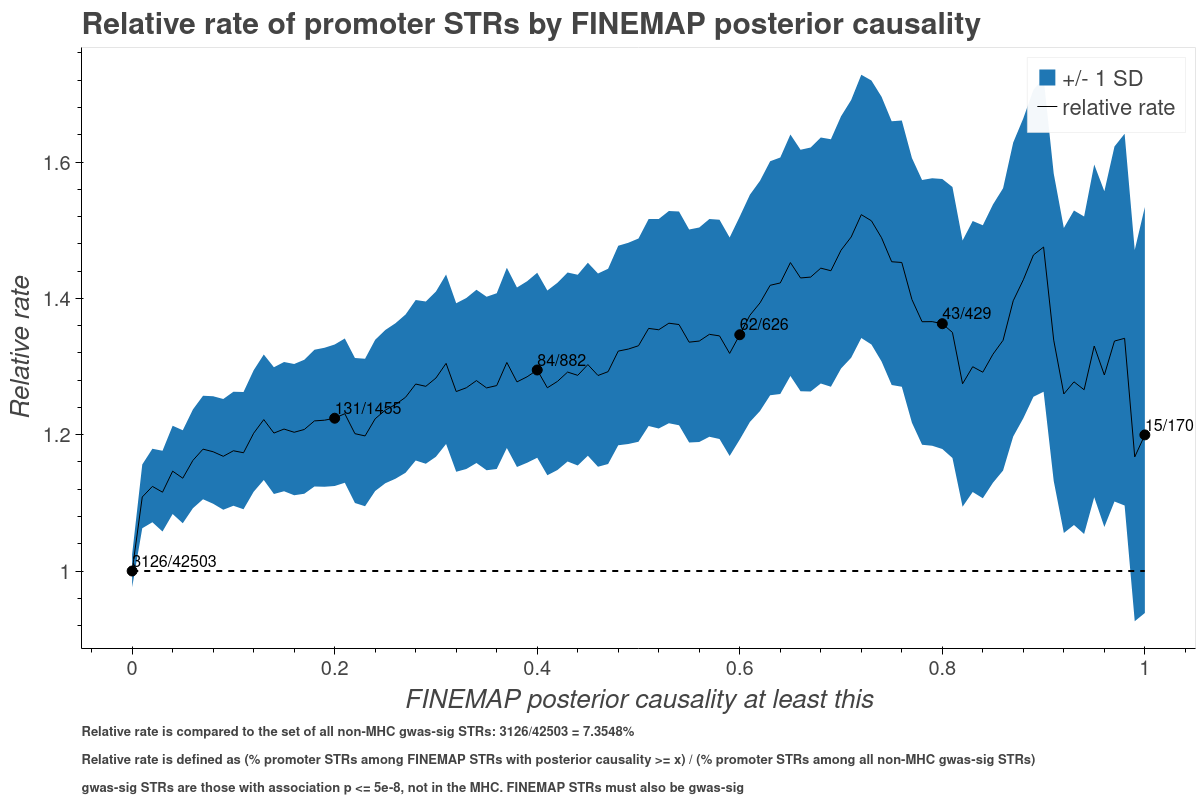 Relative rate of promoter STRs by FINEMAP posterior causality
+/- 1 SD
relative rate
Relative rate
1.6
1.4
1.2
1
3126/42503
131/1455
84/882
62/626
43/429
15/170
0
0.2
0.4
0.6
0.8
1
FINEMAP posterior causality at least this
Relative rate is compared to the set of all non-MHC gwas-sig STRs: 3126/42503 = 7.3548%
Relative rate is defined as (% promoter STRs among FINEMAP STRs with posterior causality >= x) / (% promoter STRs among all non-MHC gwas-sig STRs)
gwas-sig STRs are those with association p <= 5e-8, not in the MHC. FINEMAP STRs must also be gwas-sig